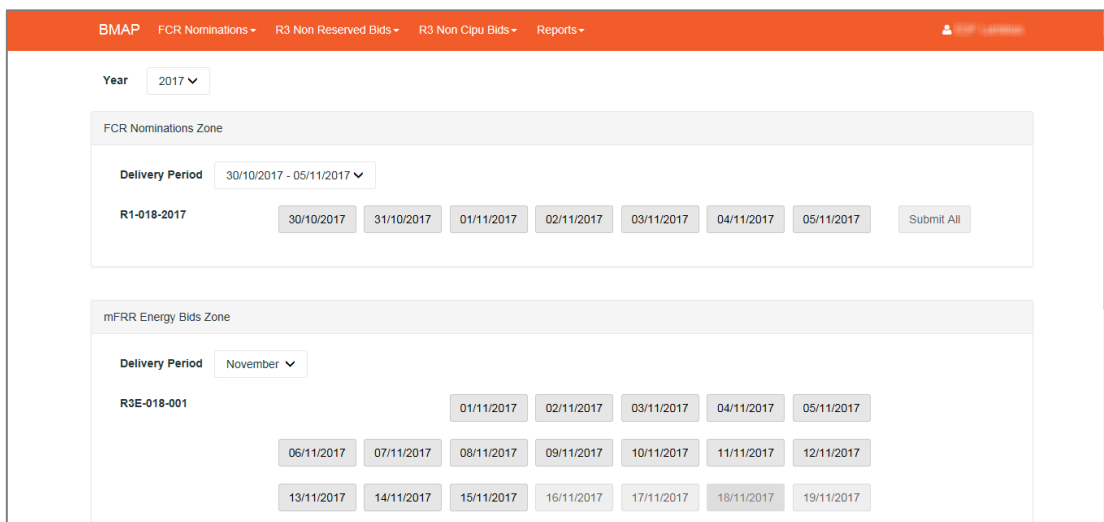 BMAP FCR Nominations R3 Non Reserved Bids R3 Non Cipu Bids Reports
Year 2017
FCR Nominations Zone
Delivery Period 30/10/2017 - 05/11/2017
R1-018-2017 30/10/2017 31/10/2017 01/11/2017 02/11/2017 03/11/2017 04/11/2017 05/11/2017 Submit All
mFRR Energy Bids Zone
Delivery Period November
R3E-018-001 01/11/2017 02/11/2017 03/11/2017 04/11/2017 05/11/2017
06/11/2017 07/11/2017 08/11/2017 09/11/2017 10/11/2017 11/11/2017 12/11/2017
13/11/2017 14/11/2017 15/11/2017 16/11/2017 17/11/2017 18/11/2017 19/11/2017